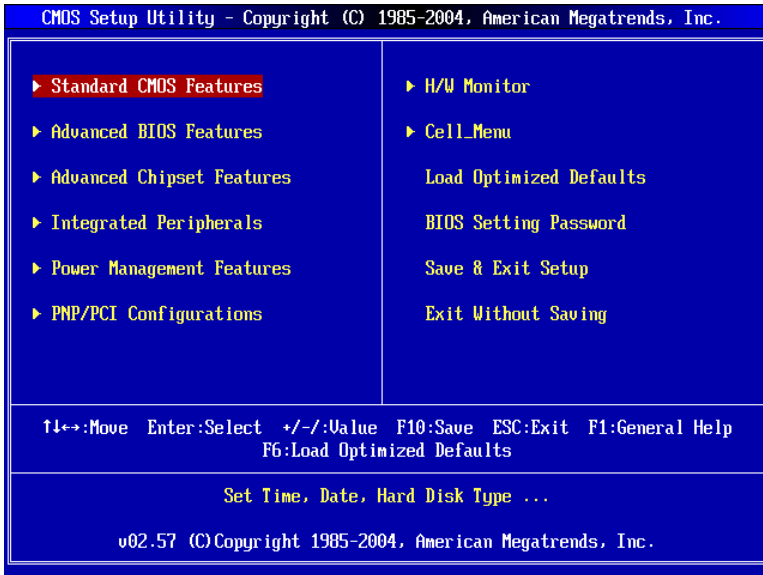 CMOS Setup Utility - Copyright (C) 1985-2004, American Megatrends, Inc.
▶ Standard CMOS Features
▶ Advanced BIOS Features
▶ Advanced Chipset Features
▶ Integrated Peripherals
▶ Power Management Features
▶ PNP/PCI Configurations
▶ H/W Monitor
▶ Cell_Menu
Load Optimized Defaults
BIOS Setting Password
Save & Exit Setup
Exit Without Saving
↑↓←→:Move Enter:Select +/-/:Value F10:Save ESC:Exit F1:General Help
F6:Load Optimized Defaults
Set Time, Date, Hard Disk Type ...
v02.57 (C)Copyright 1985-2004, American Megatrends, Inc.